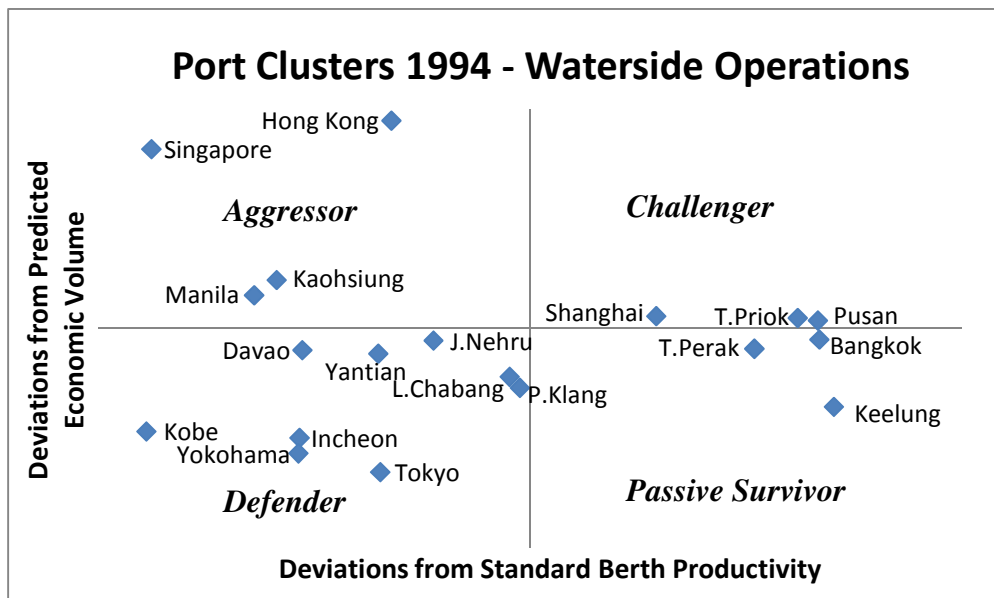 Port Clusters 1994 - Waterside Operations
Hong Kong
Singapore
Aggressor
Challenger
Kaohsiung
Manila
Shanghai
T.Priok
Pusan
J.Nehru
Davao
Yantian
T.Perak
Bangkok
L.Chabang
P.Klang
Keelung
Kobe
Incheon
Yokohama
Tokyo
Defender
Passive Survivor
Deviations from Predicted
Economic Volume
Deviations from Standard Berth Productivity